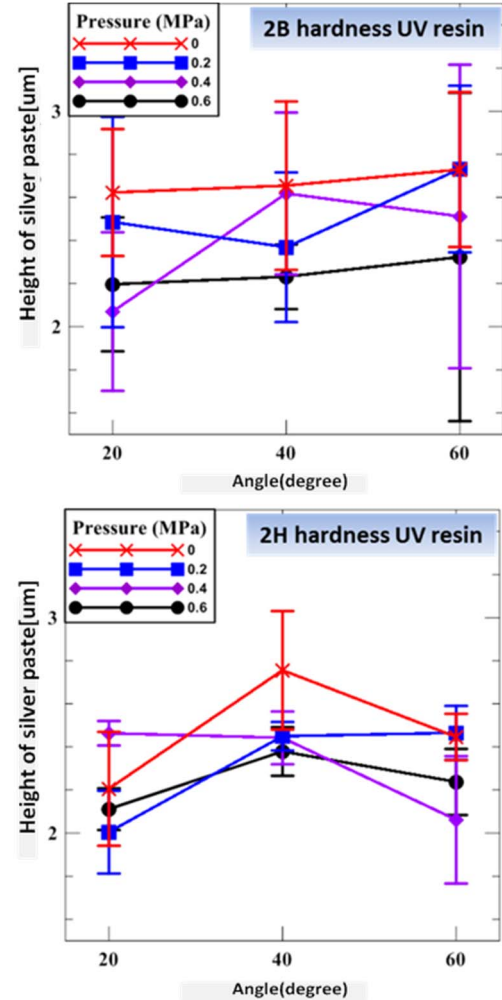 Pressure (MPa)
0
0.2
0.4
0.6
2B hardness UV resin
Height of silver paste[um]
3
2
20
40
60
Angle(degree)
Pressure (MPa)
0
0.2
0.4
0.6
2H hardness UV resin
Height of silver paste[um]
3
2
20
40
60
Angle(degree)